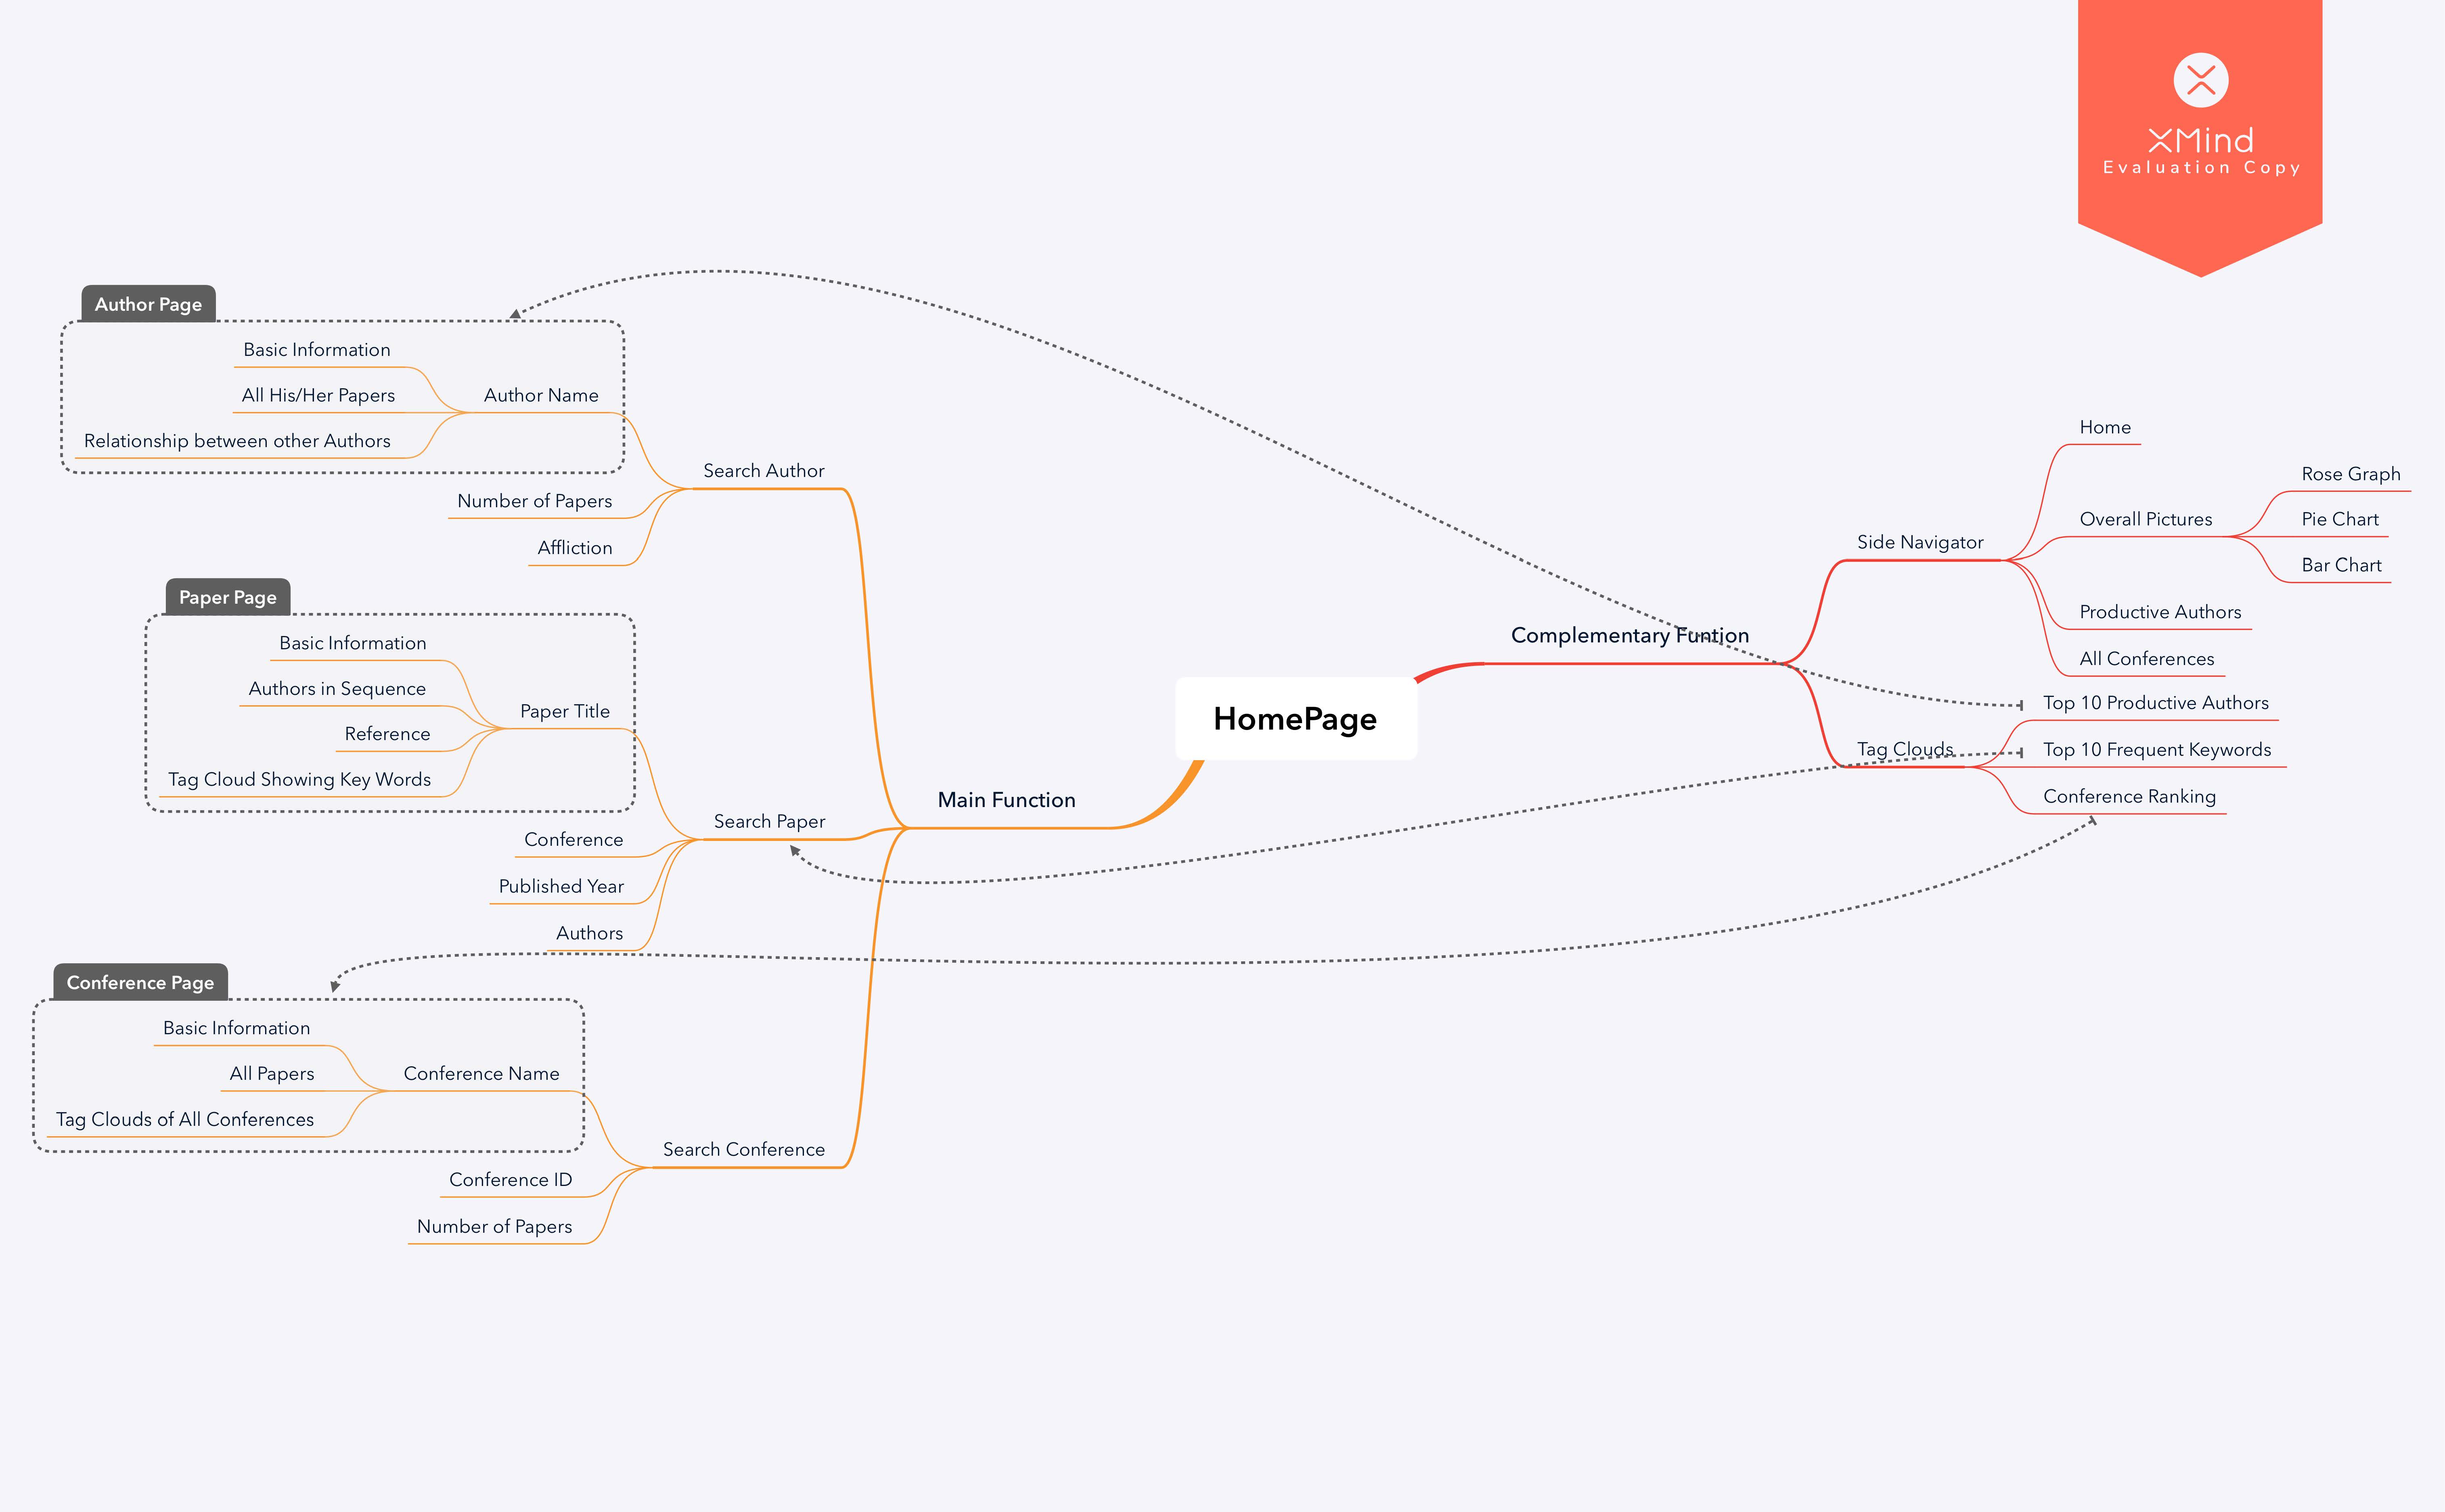 XMind
Evaluation Copy
Author Page
Basic Information
All His/Her Papers
Relationship between other Authors
Author Name
Search Author
Number of Papers
Affliction
Paper Page
Basic Information
Authors in Sequence
Reference
Tag Cloud Showing Key Words
Paper Title
Search Paper
Conference
Published Year
Authors
Conference Page
Basic Information
All Papers
Tag Clouds of All Conferences
Conference Name
Search Conference
Conference ID
Number of Papers
Main Function
HomePage
Complementary Funtion
Side Navigator
Home
Overall Pictures
Rose Graph
Pie Chart
Bar Chart
Productive Authors
All Conferences
Tag Clouds
Top 10 Productive Authors
Top 10 Frequent Keywords
Conference Ranking